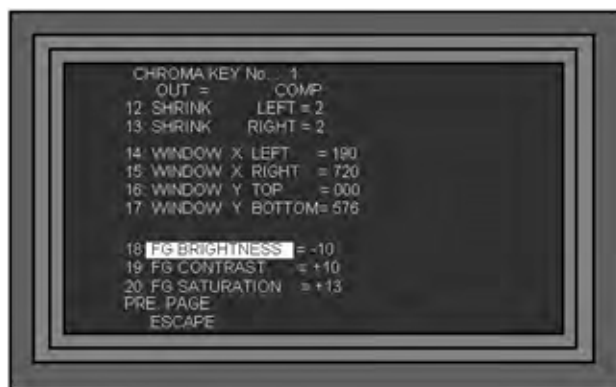 CHROMA KEY No... 1
OUT = COMP
12 SHRINK LEFT = 2
13 SHRINK RIGHT = 2
14 WINDOW X LEFT = 190
15 WINDOW X RIGHT = 720
16 WINDOW Y TOP = 000
17 WINDOW Y BOTTOM= 576
18 FG BRIGHTNESS = -10
19 FG CONTRAST = +10
20 FG SATURATION = +13
PRE PAGE
ESCAPE